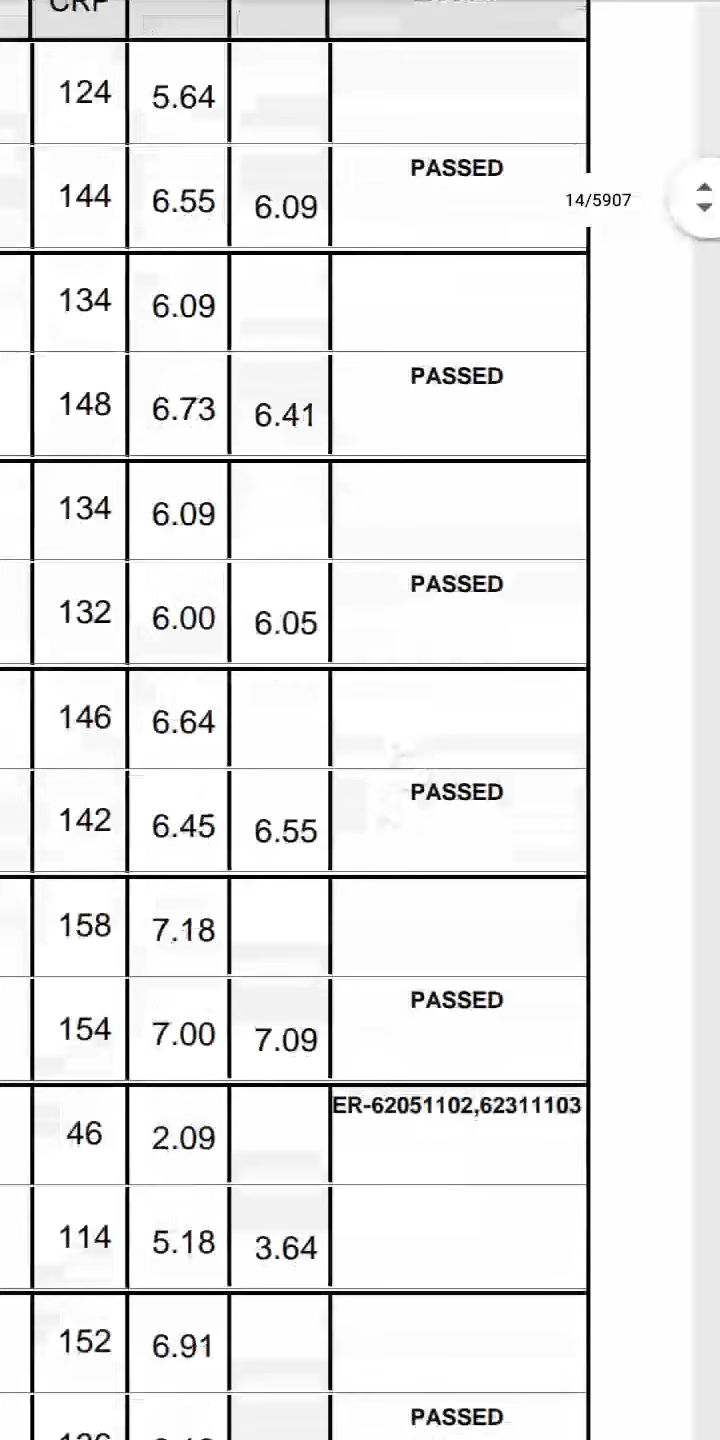 CRP
124 5.64
PASSED
144 6.55 6.09
14/5907
134 6.09
PASSED
148 6.73 6.41
134 6.09
PASSED
132 6.00 6.05
146 6.64
PASSED
142 6.45 6.55
158 7.18
PASSED
154 7.00 7.09
ER-62051102,62311103
46 2.09
114 5.18 3.64
152 6.91
PASSED